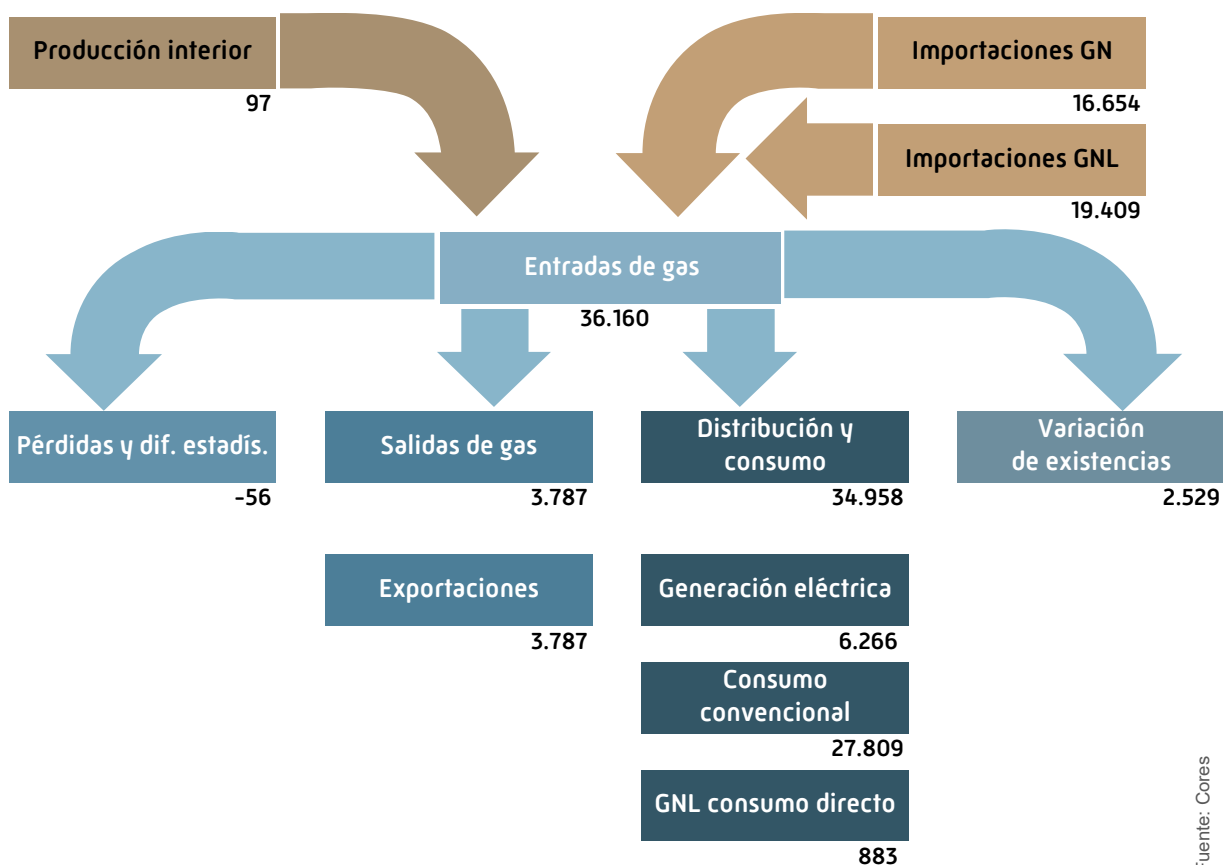 Producción interior
97
Importaciones GN
16.654
Importaciones GNL
19.409
Entradas de gas
36.160
Pérdidas y dif. estadís.
-56
Salidas de gas
3.787
Distribución y
consumo
34.958
Variación
de existencias
2.529
Exportaciones
3.787
Generación eléctrica
6.266
Consumo
convencional
27.809
GNL consumo directo
883
Fuente: Cores